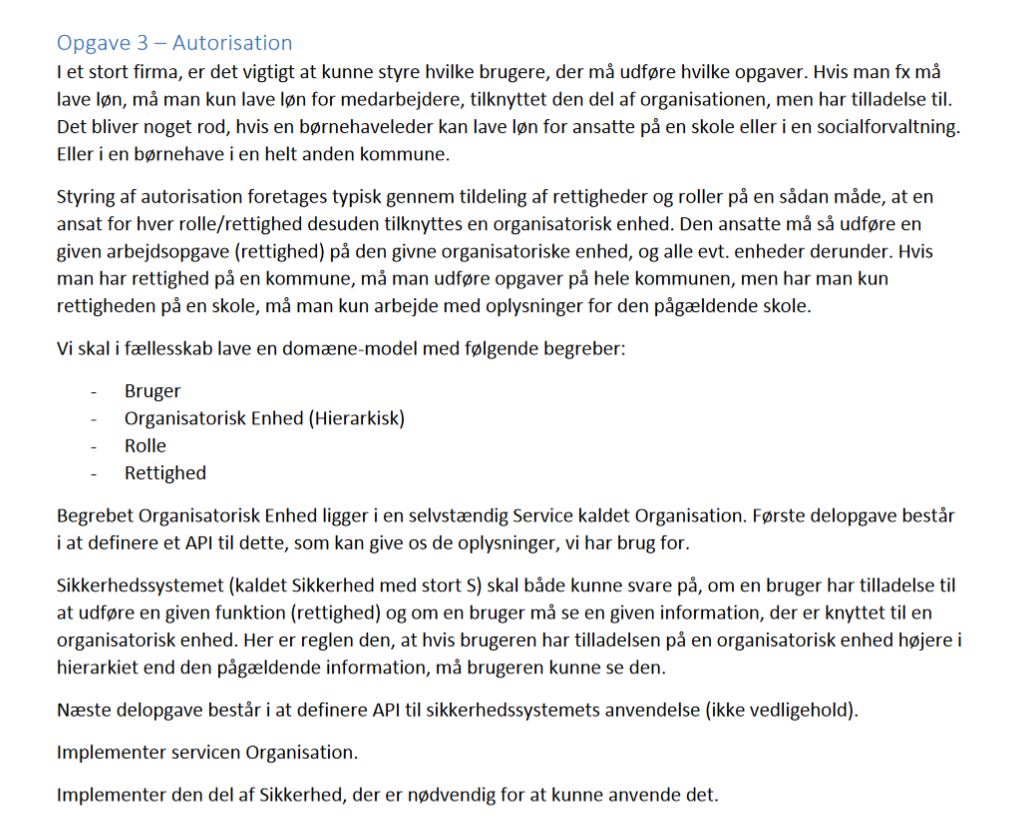 Opgave 3 – Autorisation
I et stort firma, er det vigtigt at kunne styre hvilke brugere, der må udføre hvilke opgaver. Hvis man fx må
lave løn, må man kun lave løn for medarbejdere, tilknyttet den del af organisationen, men har tilladelse til.
Det bliver noget rod, hvis en børnehaveleder kan lave løn for ansatte på en skole eller i en socialforvaltning.
Eller i en børnehave i en helt anden kommune.
Styring af autorisation foretages typisk gennem tildeling af rettigheder og roller på en sådan måde, at en
ansat for hver rolle/rettighed desuden tilknyttes en organisatorisk enhed. Den ansatte må så udføre en
given arbejdsopgave (rettighed) på den givne organisatoriske enhed, og alle evt. enheder derunder. Hvis
man har rettighed på en kommune, må man udføre opgaver på hele kommunen, men har man kun
rettigheden på en skole, må man kun arbejde med oplysninger for den pågældende skole.
Vi skal i fællesskab lave en domæne-model med følgende begreber:
- Bruger
- Organisatorisk Enhed (Hierarkisk)
- Rolle
- Rettighed
Begrebet Organisatorisk Enhed ligger i en selvstændig Service kaldet Organisation. Første delopgave består
i at definere et API til dette, som kan give os de oplysninger, vi har brug for.
Sikkerhedssystemet (kaldet Sikkerhed med stort S) skal både kunne svare på, om en bruger har tilladelse til
at udføre en given funktion (rettighed) og om en bruger må se en given information, der er knyttet til en
organisatorisk enhed. Her er reglen den, at hvis brugeren har tilladelsen på en organisatorisk enhed højere i
hierarkiet end den pågældende information, må brugeren kunne se den.
Næste delopgave består i at definere API til sikkerhedssystemets anvendelse (ikke vedligehold).
Implementer servicen Organisation.
Implementer den del af Sikkerhed, der er nødvendig for at kunne anvende det.